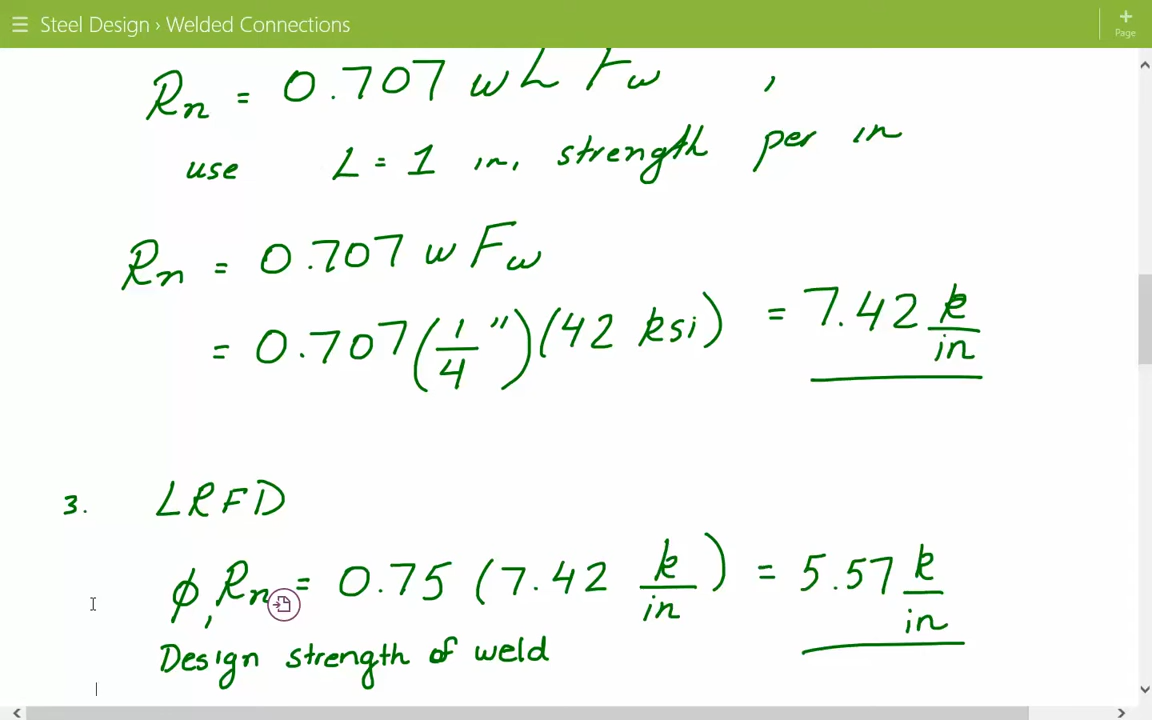 Steel Design › Welded Connections
Page
Rn = 0.707 w L Fw ,
use L = 1 in, strength per in
Rn = 0.707 w Fw
= 0.707 (1/4") (42 ksi) = 7.42 k/in
3. LRFD
ϕ, Rn = 0.75 (7.42 k/in) = 5.57 k/in
Design strength of weld